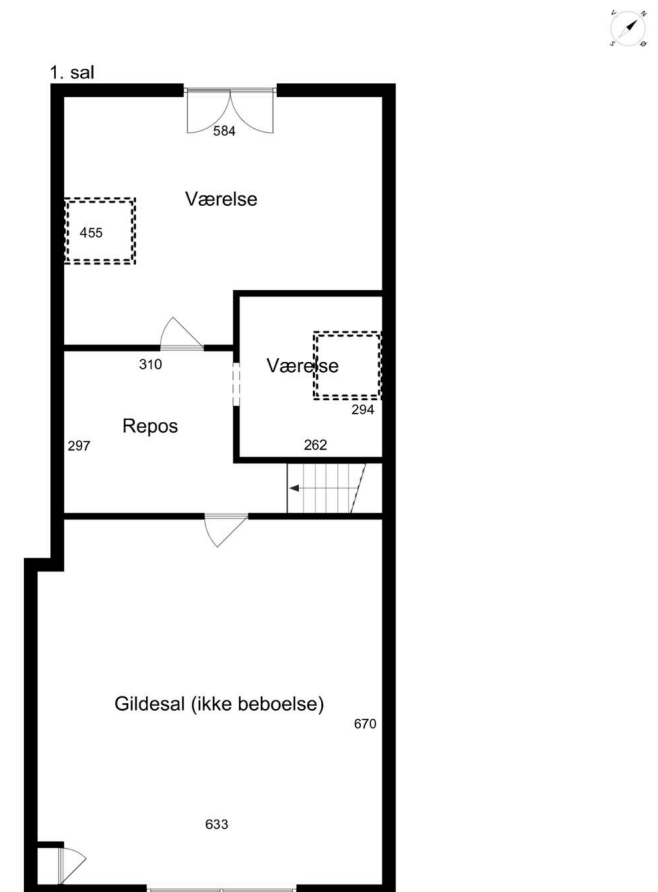 V N
S Ø
1. sal
584
Værelse
455
310
Værelse
294
Repos
297
262
Gildesal (ikke beboelse)
670
633